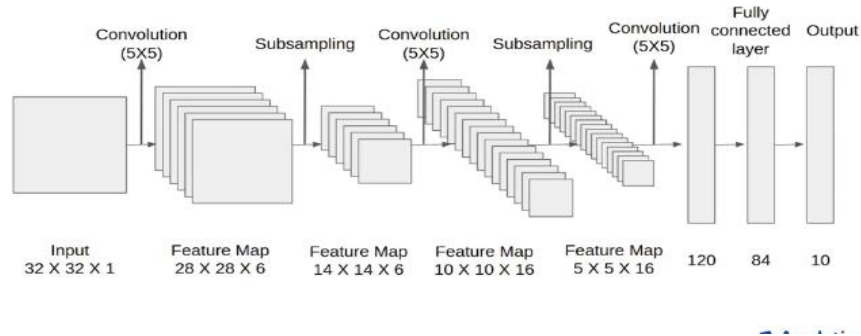 Convolution
(5X5)
Subsampling
Convolution
(5X5)
Subsampling
Convolution
(5X5)
Fully
connected
layer
Output
Input
32 X 32 X 1
Feature Map
28 X 28 X 6
Feature Map
14 X 14 X 6
Feature Map
10 X 10 X 16
Feature Map
5 X 5 X 16
120
84
10